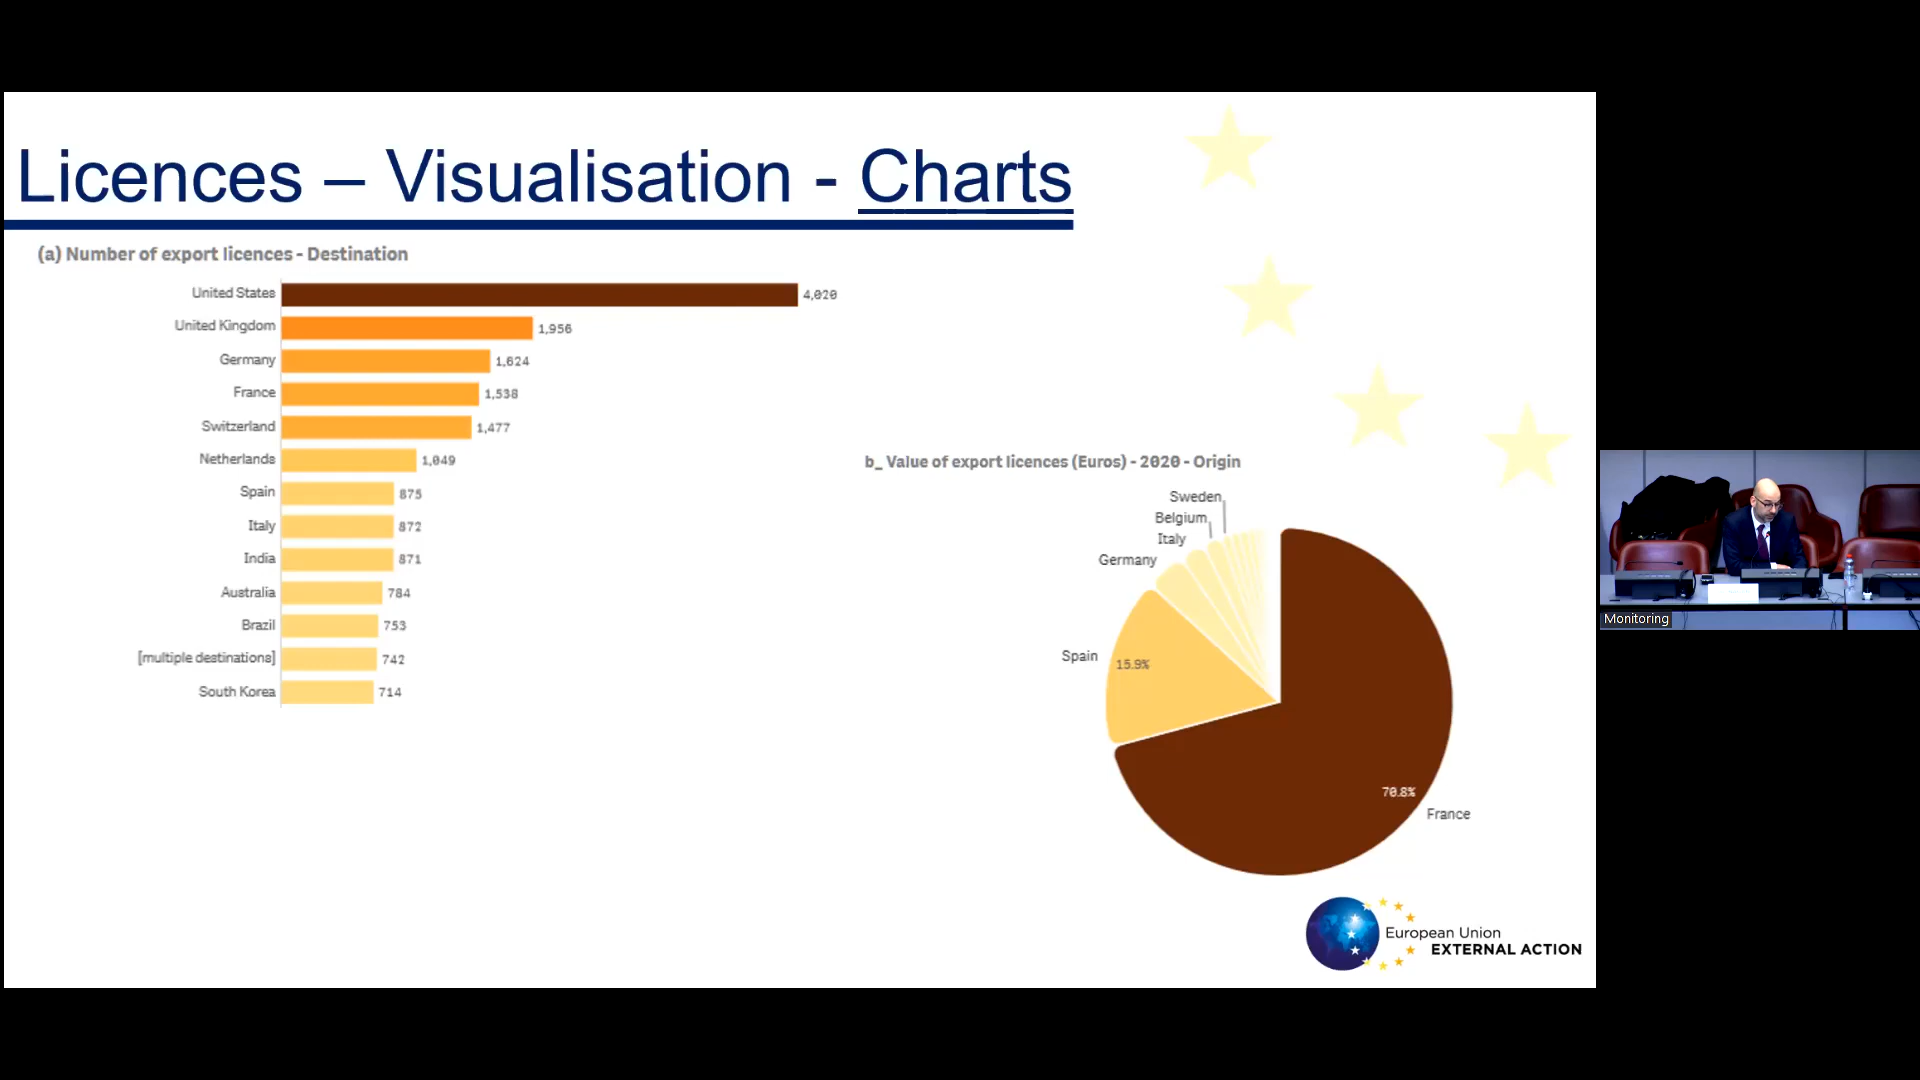 Licences – Visualisation - Charts
(a) Number of export licences - Destination
United States 4,020
United Kingdom 1,956
Germany 1,624
France 1,538
Switzerland 1,477
Netherlands 1,049
Spain 875
Italy 872
India 871
Australia 784
Brazil 753
[multiple destinations] 742
South Korea 714
b_ Value of export licences (Euros) - 2020 - Origin
Sweden
Belgium
Italy
Germany
Spain 15.9%
70.8%
France
European Union
EXTERNAL ACTION
Monitoring